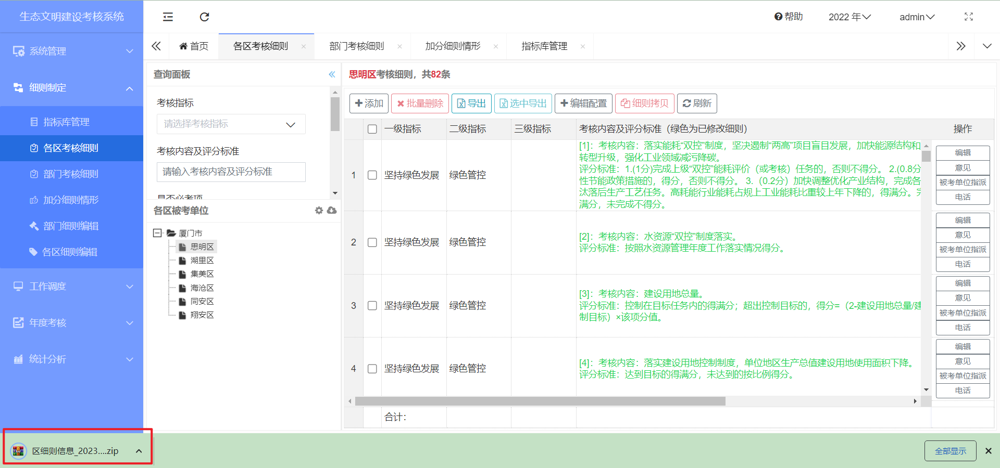 生态文明建设考核系统
帮助
2022 年
admin
系统管理
细则制定
指标库管理
各区考核细则
部门考核细则
加分细则情形
部门细则编辑
各区细则编辑
工作调度
年度考核
统计分析
首页
各区考核细则
部门考核细则
加分细则情形
指标库管理
查询面板
考核指标
请选择考核指标
考核内容及评分标准
请输入考核内容及评分标准
是否必考项
各区被考单位
厦门市
思明区
湖里区
集美区
海沧区
同安区
翔安区
思明区考核细则，共82条
添加
批量删除
导出
选中导出
编辑配置
细则拷贝
刷新
一级指标
二级指标
三级指标
考核内容及评分标准（绿色为已修改细则）
操作
1
坚持绿色发展
绿色管控
[1]：考核内容：落实能耗“双控”制度，坚决遏制“两高”项目盲目发展，加快能源结构和
转型升级，强化工业领域减污降碳。
评分标准：1.(1分)完成上级“双控”能耗评价（或考核）任务的，否则不得分。 2.(0.8分
性节能政策措施的，得分，否则不得分。 3.（0.2分）加快调整优化产业结构，完成各
汰落后生产工艺任务。高耗能行业能耗占规上工业能耗比重较上年下降的，得满分。完
满分，未完成不得分。
编辑
意见
被考单位指派
电话
2
坚持绿色发展
绿色管控
[2]：考核内容：水资源“双控”制度落实。
评分标准：按照水资源管理年度工作落实情况得分。
编辑
意见
被考单位指派
电话
3
坚持绿色发展
绿色管控
[3]：考核内容：建设用地总量。
评分标准：控制在目标任务内的得满分；超出控制目标的，得分=（2-建设用地总量/建
制目标）×该项分值。
编辑
意见
被考单位指派
电话
4
坚持绿色发展
绿色管控
[4]：考核内容：落实建设用地控制制度，单位地区生产总值建设用地使用面积下降。
评分标准：达到目标的得满分，未达到的按比例得分。
编辑
意见
被考单位指派
电话
合计：
区细则信息_2023....zip
全部显示